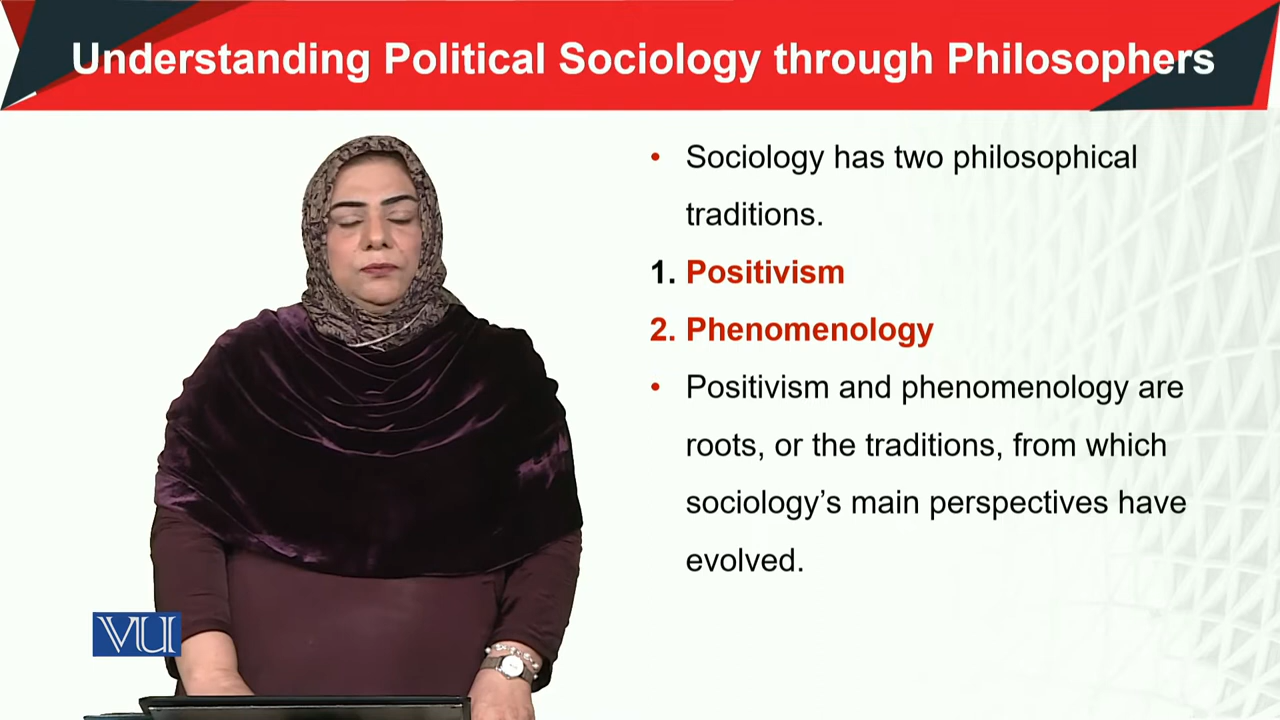 Understanding Political Sociology through Philosophers
• Sociology has two philosophical
traditions.
1. Positivism
2. Phenomenology
• Positivism and phenomenology are
roots, or the traditions, from which
sociology’s main perspectives have
evolved.
VU